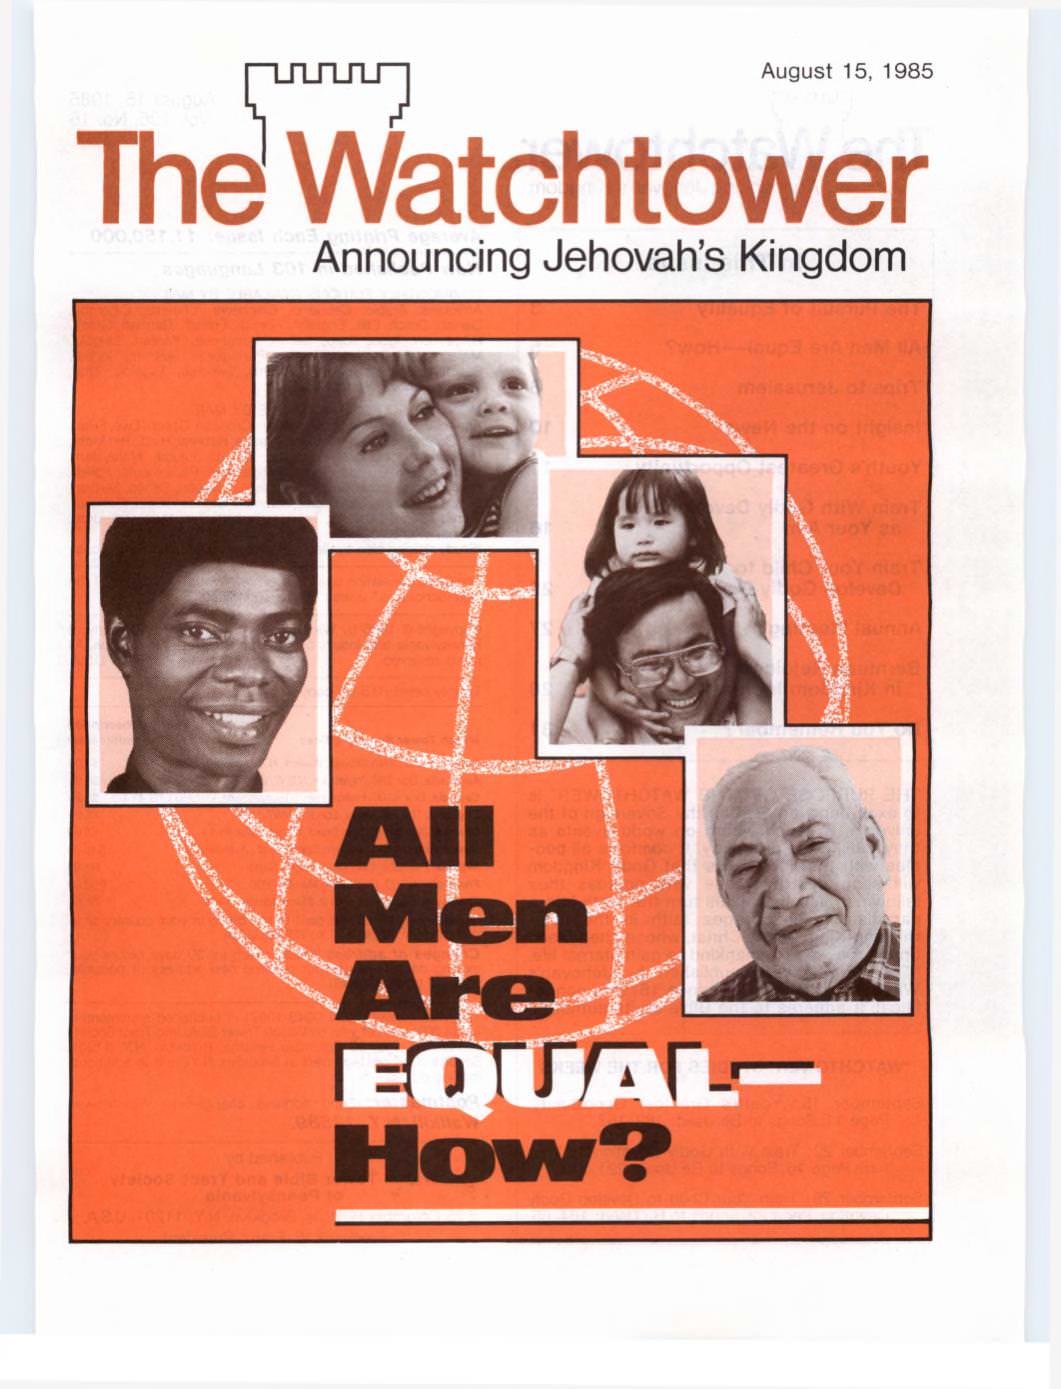 August 15, 1985
The Watchtower
Announcing Jehovah's Kingdom
All
Men
Are
EQUAL—
How?